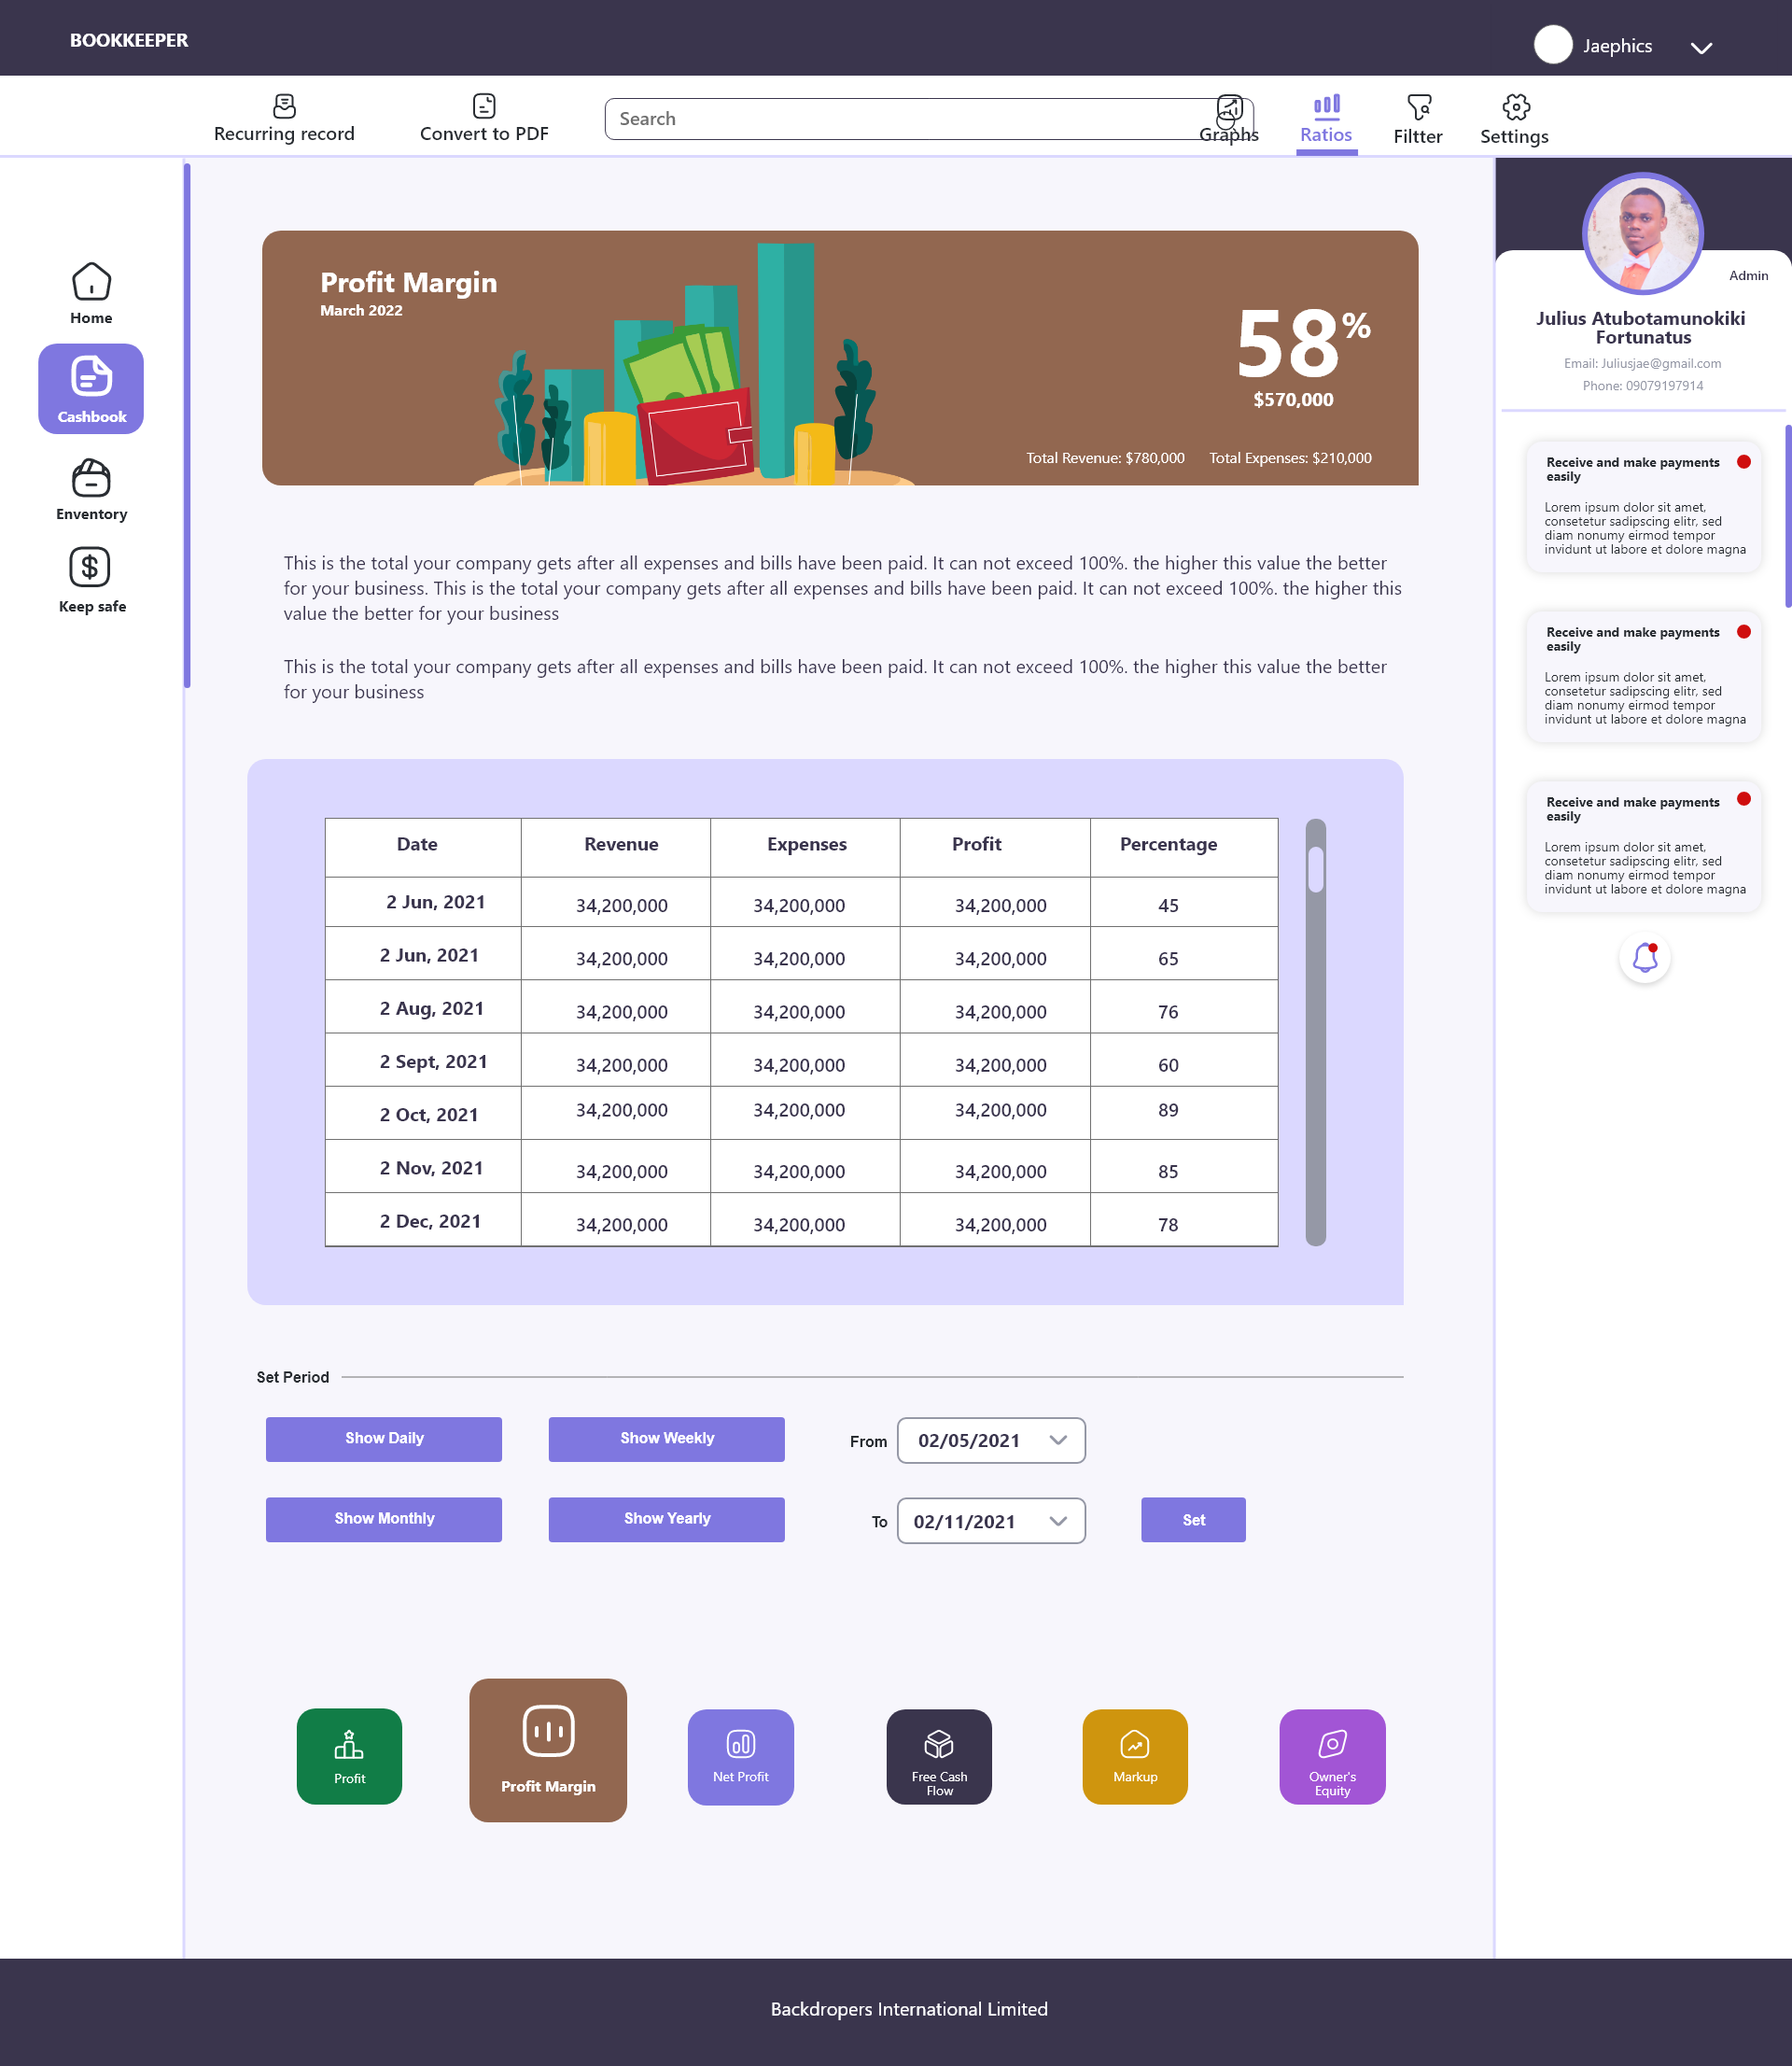 BOOKKEEPER
Jaephics
Recurring record
Convert to PDF
Search
Graphs
Ratios
Filtter
Settings
Home
Cashbook
Enventory
Keep safe
Profit Margin
March 2022
58%
$570,000
Total Revenue: $780,000
Total Expenses: $210,000
This is the total your company gets after all expenses and bills have been paid. It can not exceed 100%. the higher this value the better
for your business. This is the total your company gets after all expenses and bills have been paid. It can not exceed 100%. the higher this
value the better for your business
This is the total your company gets after all expenses and bills have been paid. It can not exceed 100%. the higher this value the better
for your business
Date Revenue Expenses Profit Percentage
2 Jun, 2021 34,200,000 34,200,000 34,200,000 45
2 Jun, 2021 34,200,000 34,200,000 34,200,000 65
2 Aug, 2021 34,200,000 34,200,000 34,200,000 76
2 Sept, 2021 34,200,000 34,200,000 34,200,000 60
2 Oct, 2021 34,200,000 34,200,000 34,200,000 89
2 Nov, 2021 34,200,000 34,200,000 34,200,000 85
2 Dec, 2021 34,200,000 34,200,000 34,200,000 78
Set Period
Show Daily
Show Weekly
From
02/05/2021
Show Monthly
Show Yearly
To
02/11/2021
Set
Profit
Profit Margin
Net Profit
Free Cash
Flow
Markup
Owner's
Equity
Admin
Julius Atubotamunokiki
Fortunatus
Email: Juliusjae@gmail.com
Phone: 09079197914
Receive and make payments
easily
Lorem ipsum dolor sit amet,
consetetur sadipscing elitr, sed
diam nonumy eirmod tempor
invidunt ut labore et dolore magna
Receive and make payments
easily
Lorem ipsum dolor sit amet,
consetetur sadipscing elitr, sed
diam nonumy eirmod tempor
invidunt ut labore et dolore magna
Receive and make payments
easily
Lorem ipsum dolor sit amet,
consetetur sadipscing elitr, sed
diam nonumy eirmod tempor
invidunt ut labore et dolore magna
Backdropers International Limited